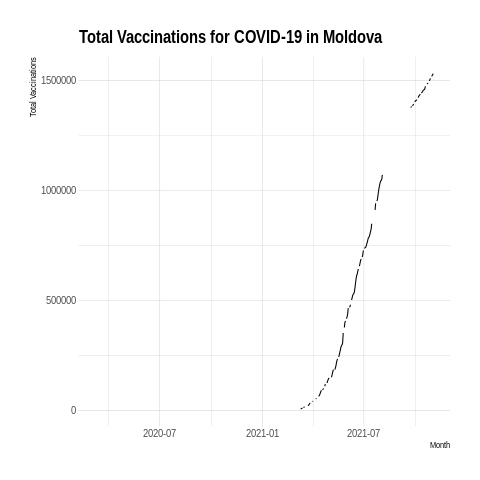 Total Vaccinations for COVID-19 in Moldova
Total Vaccinations
1500000
1000000
500000
0
2020-07
2021-01
2021-07
Month